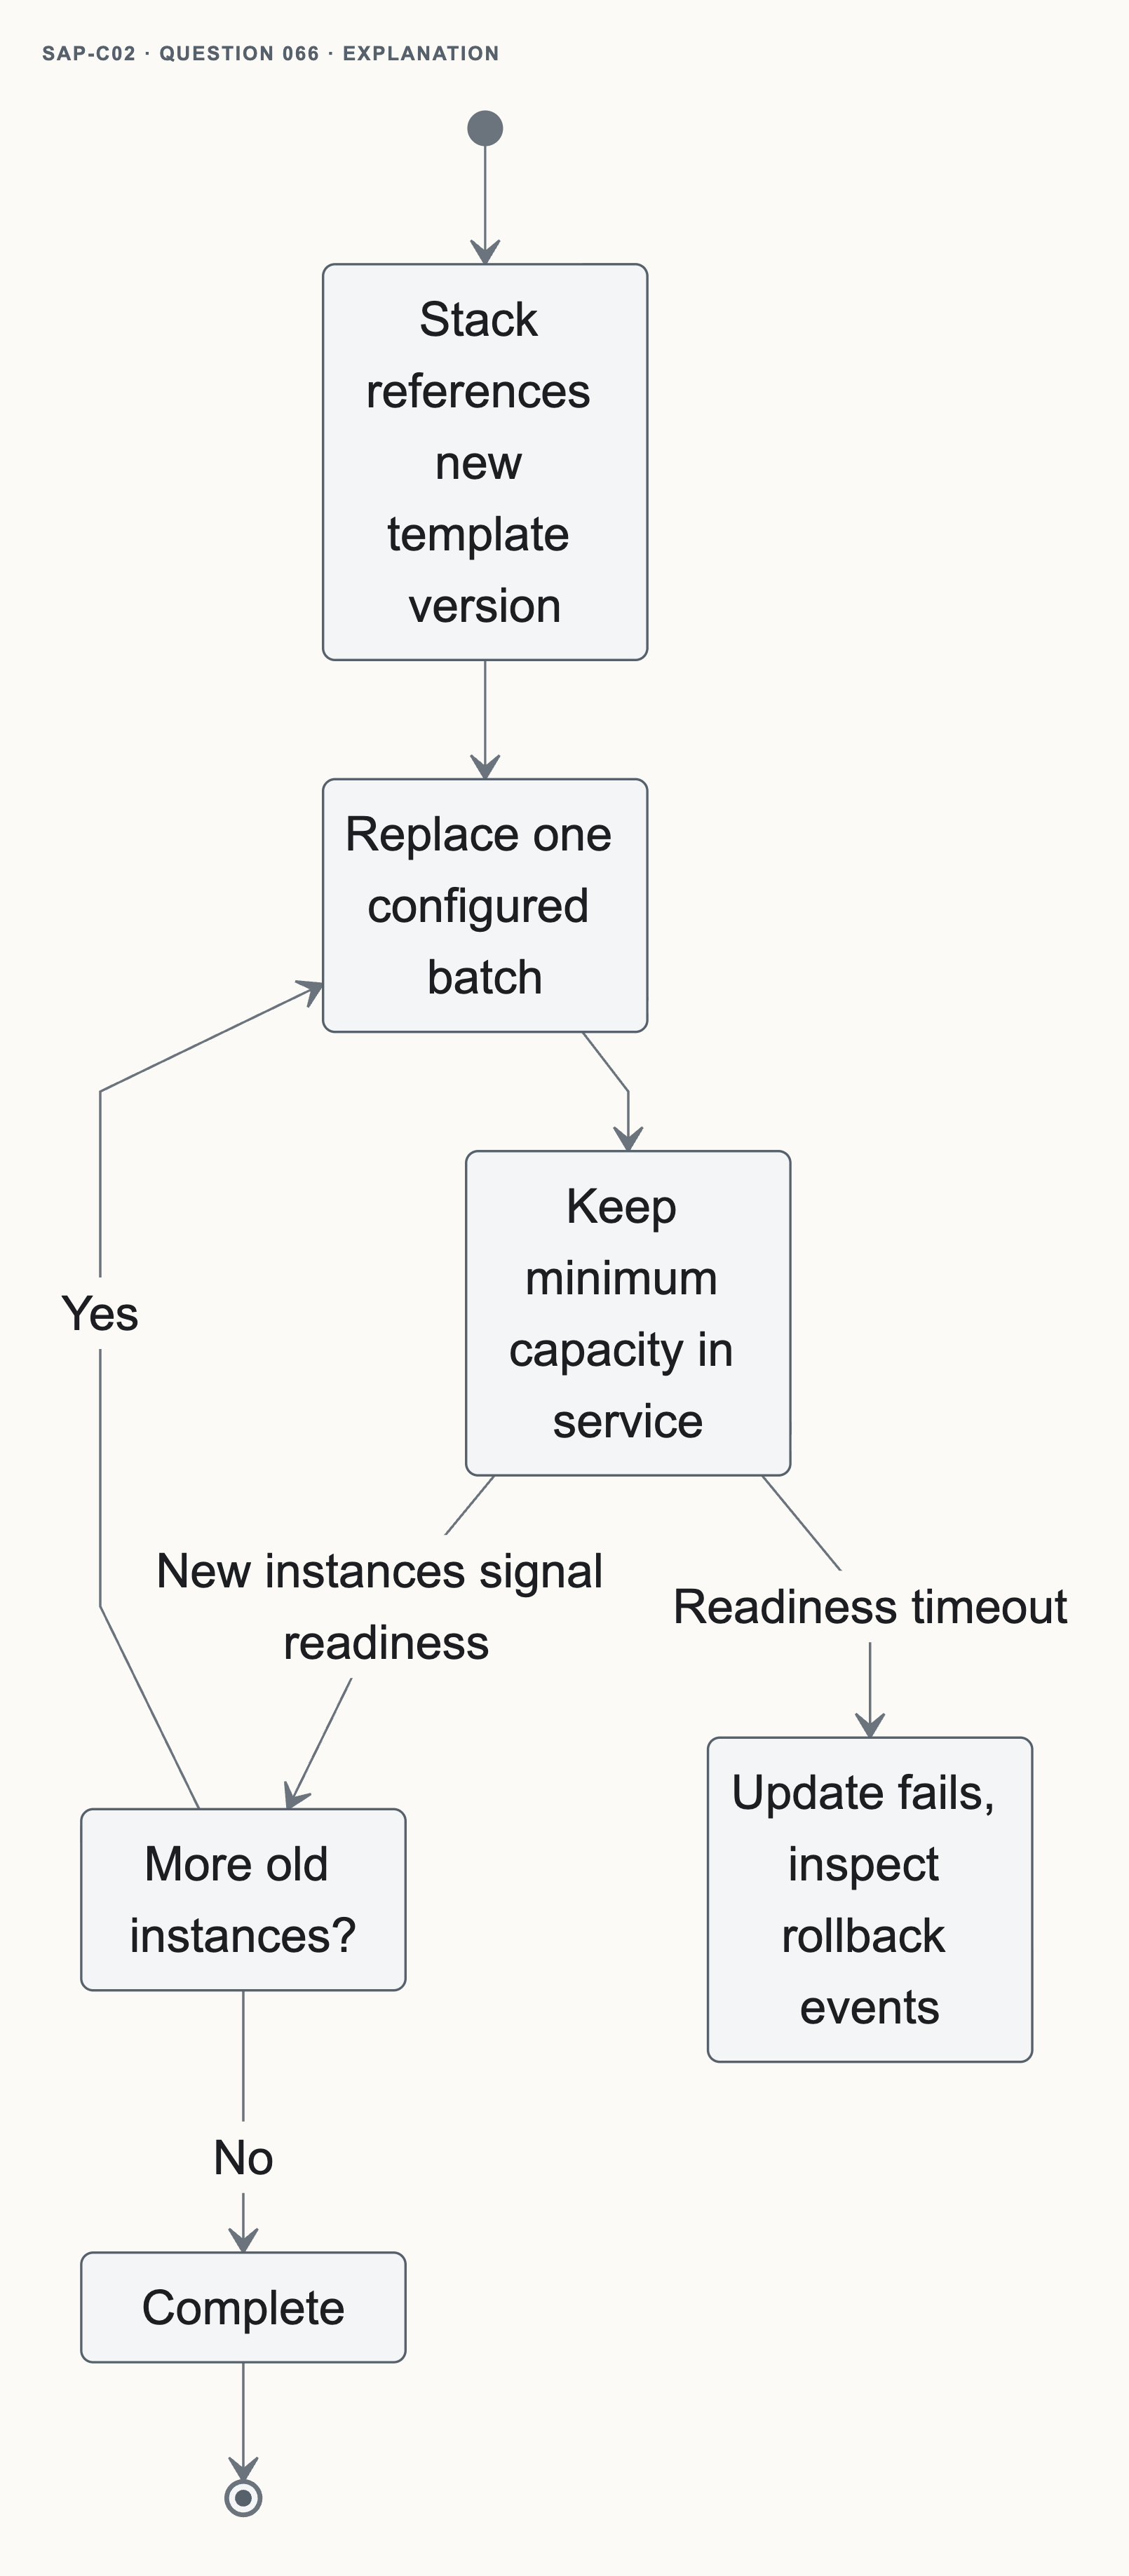 SAP-C02 · QUESTION 066 · EXPLANATION
Stack
references
new
template
version
Replace one
configured
batch
Keep
minimum
capacity in
service
Yes
New instances signal
readiness
Readiness timeout
Update fails,
inspect
rollback
events
More old
instances?
No
Complete